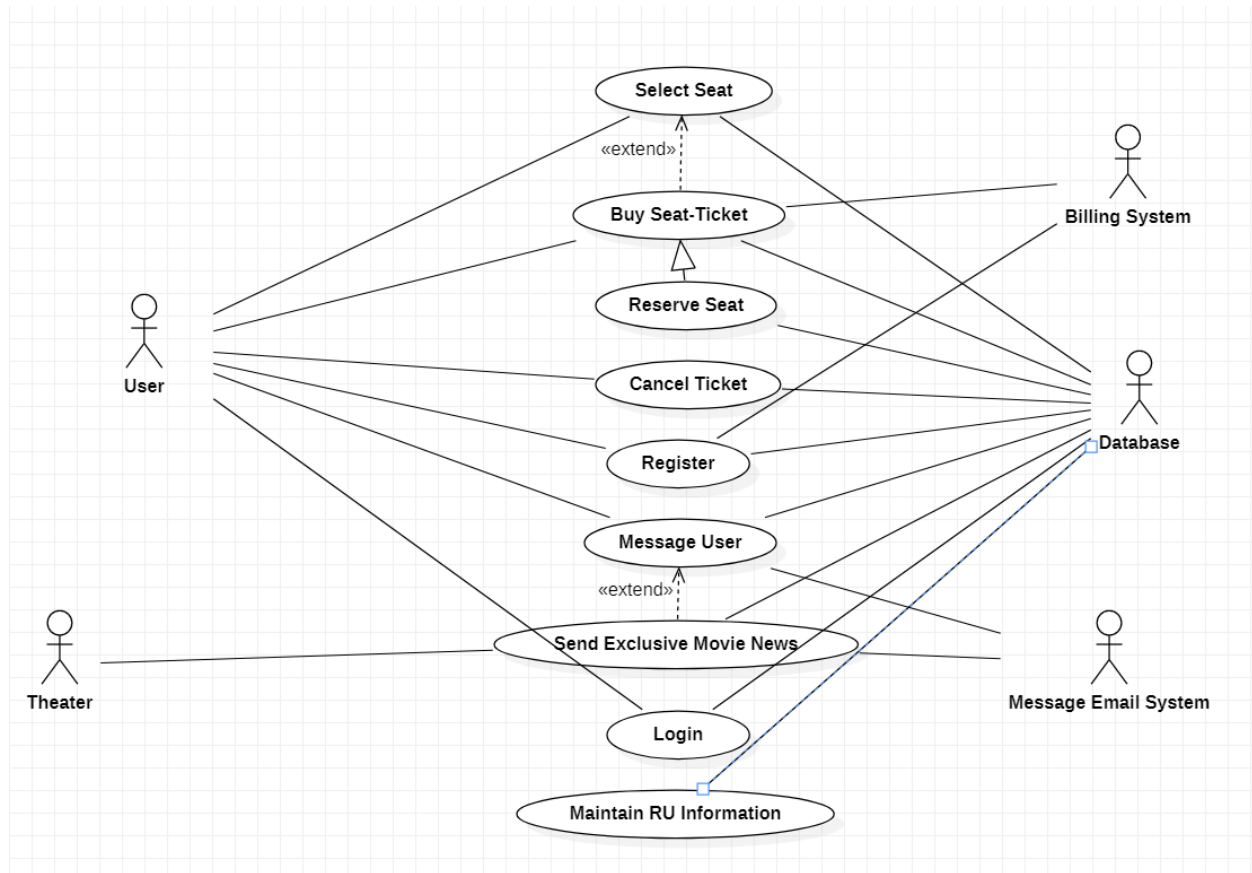 Select Seat
«extend»
Buy Seat-Ticket
Billing System
Reserve Seat
User
Cancel Ticket
Database
Register
Message User
«extend»
Send Exclusive Movie News
Theater
Message Email System
Login
Maintain RU Information